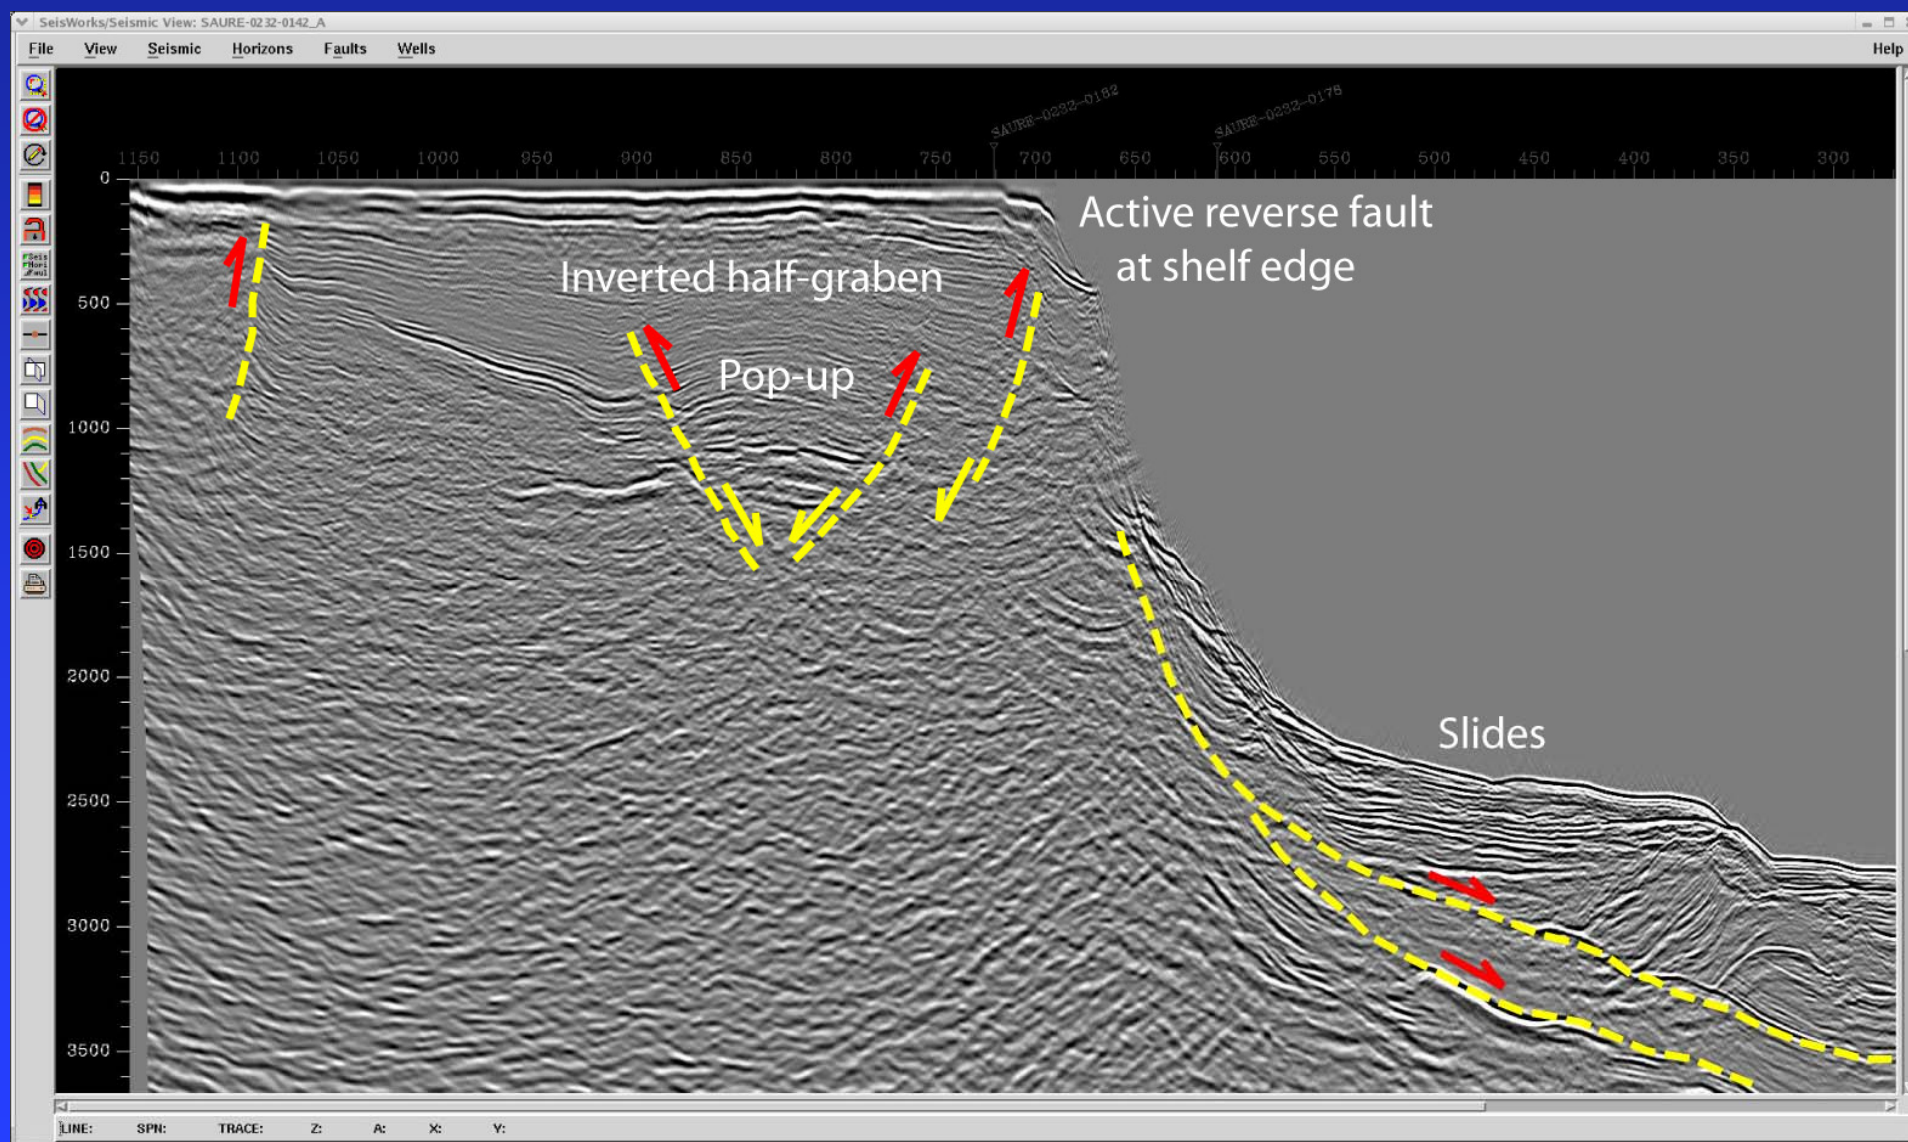 SeisWorks/Seismic View: SAURE-0232-0142_A
File View Seismic Horizons Faults Wells Help
SAURE-0232-0182 SAURE-0232-0178
1150 1100 1050 1000 950 900 850 800 750 700 650 600 550 500 450 400 350 300
0
Active reverse fault
at shelf edge
Inverted half-graben
500
Pop-up
1000
1500
2000
Slides
2500
3000
3500
LINE: SPN: TRACE: Z: A: X: Y: